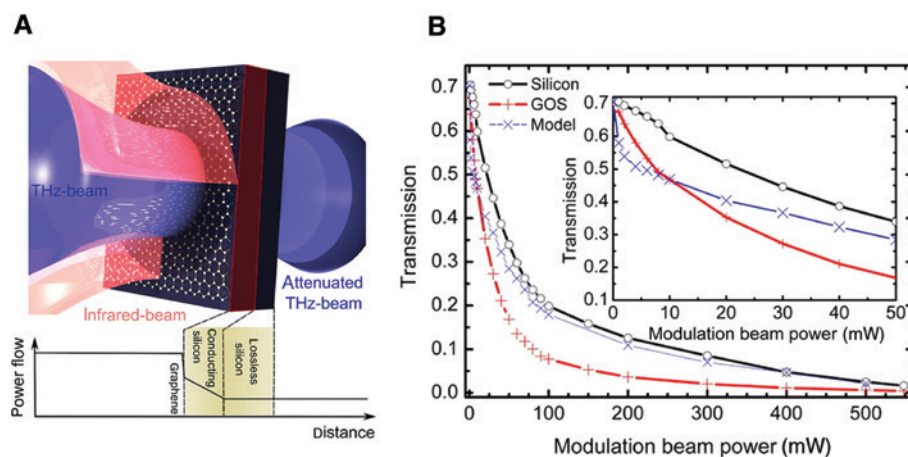 A
THz-beam
Infrared-beam
Attenuated
THz-beam
Power flow
Graphene
Conducting
silicon
Lossless
silicon
Distance
B
Transmission
0.7
0.6
0.5
0.4
0.3
0.2
0.1
0.0
Silicon
GOS
Model
Transmission
0.7
0.6
0.5
0.4
0.3
0.2
0.1
0 10 20 30 40 50
Modulation beam power (mW)
0 100 200 300 400 500
Modulation beam power (mW)